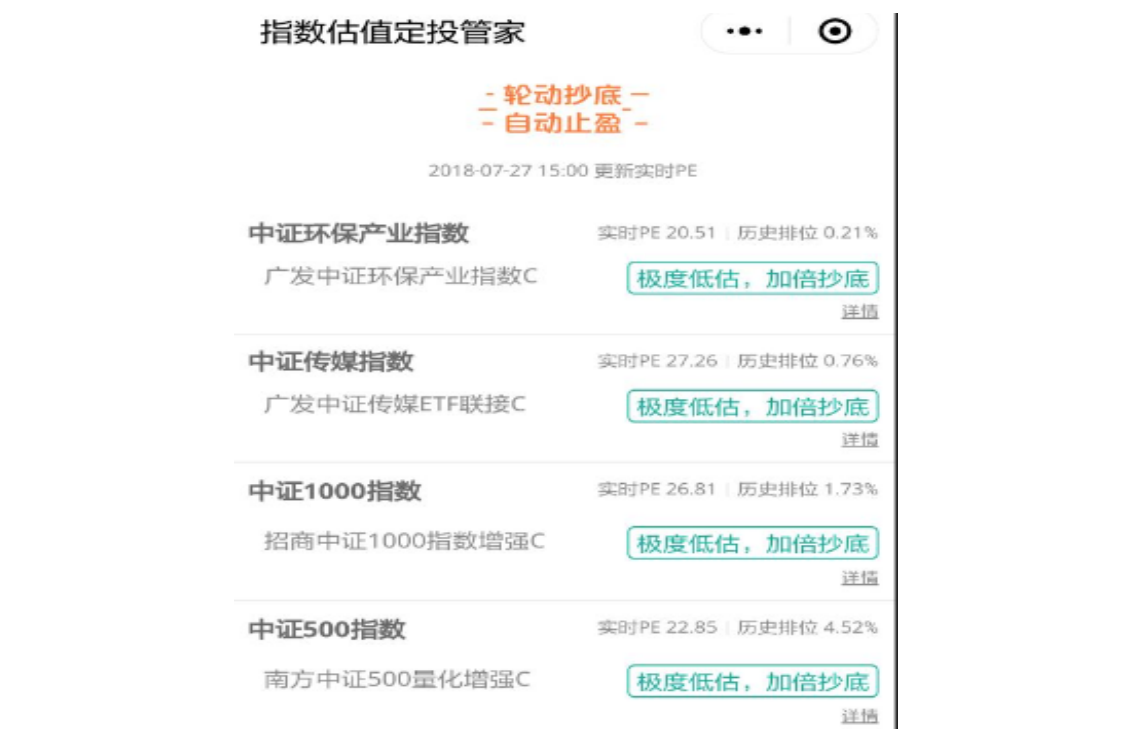 指数估值定投管家
- 轮动抄底 -
- 自动止盈 -
2018-07-27 15:00 更新实时PE
中证环保产业指数 实时PE 20.51 | 历史排位 0.21%
广发中证环保产业指数C 极度低估，加倍抄底
详情
中证传媒指数 实时PE 27.26 | 历史排位 0.76%
广发中证传媒ETF联接C 极度低估，加倍抄底
详情
中证1000指数 实时PE 26.81 | 历史排位 1.73%
招商中证1000指数增强C 极度低估，加倍抄底
详情
中证500指数 实时PE 22.85 | 历史排位 4.52%
南方中证500量化增强C 极度低估，加倍抄底
详情